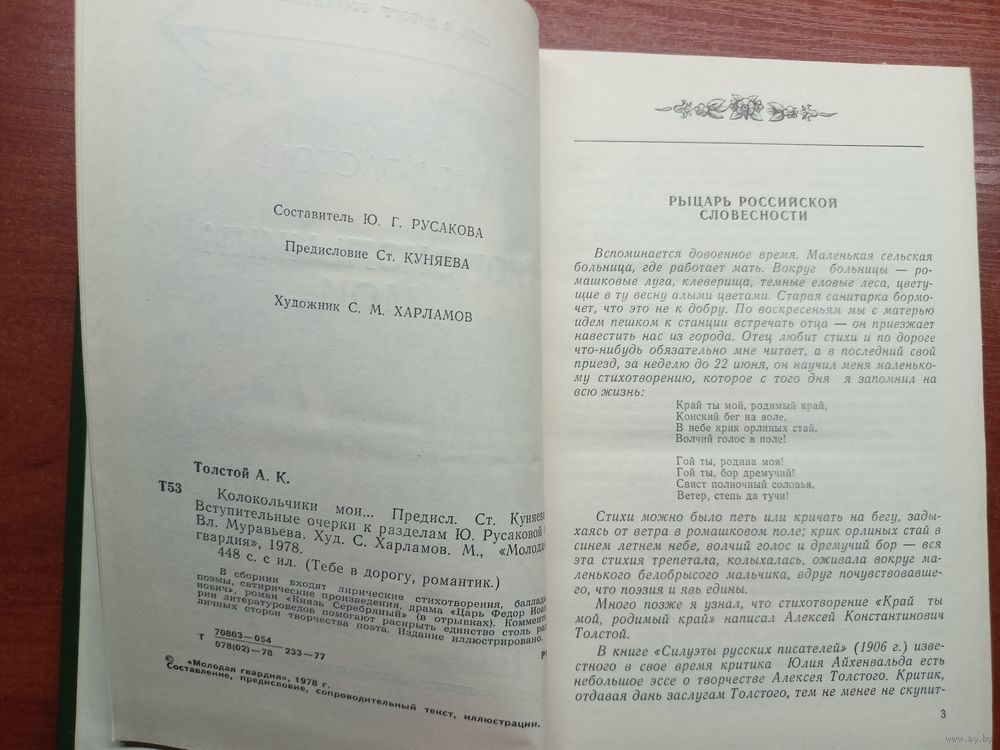 Составитель Ю. Г. РУСАКОВА
Предисловие Ст. КУНЯЕВА
Художник С. М. ХАРЛАМОВ
Толстой А. К.
Т53
Колокольчики мои... Предисл. Ст. Куняева
Вступительные очерки к разделам Ю. Русаковой
Вл. Муравьева. Худ. С. Харламов. М., «Молодая
гвардия», 1978.
448 с. с ил. (Тебе в дорогу, романтик.)
В сборник входят лирические стихотворения, баллады
поэмы, сатирические произведения, драма «Царь Федор Иоан
нович», роман «Князь Серебряный» (в отрывках). Коммента
рии литературоведов помогают раскрыть единство столь раз
личных сторон творчества поэта. Издание иллюстрировано.
Т 70803—054
078(02)—78 233—77
© «Молодая гвардия», 1978 г.
Составление, предисловие, сопроводительный текст, иллюстрации.
РЫЦАРЬ РОССИЙСКОЙ
СЛОВЕСНОСТИ
Вспоминается довоенное время. Маленькая сельская
больница, где работает мать. Вокруг больницы — ро-
машковые луга, клеверища, темные еловые леса, цвету-
щие в ту весну алыми цветами. Старая санитарка бормо-
чет, что это не к добру. По воскресеньям мы с матерью
идем пешком к станции встречать отца — он приезжает
навестить нас из города. Отец любит стихи и по дороге
что-нибудь обязательно мне читает, а в последний свой
приезд, за неделю до 22 июня, он научил меня маленько-
му стихотворению, которое с того дня я запомнил на
всю жизнь:
Край ты мой, родимый край,
Конский бег на воле,
В небе крик орлиных стай,
Волчий голос в поле!
Гой ты, родина моя!
Гой ты, бор дремучий!
Свист полночный соловья,
Ветер, степь да тучи!
Стихи можно было петь или кричать на бегу, зады-
хаясь от ветра в ромашковом поле; крик орлиных стай в
синем летнем небе, волчий голос и дремучий бор — вся
эта стихия трепетала, колыхалась, оживала вокруг ма-
ленького белобрысого мальчика, вдруг почувствовавше-
го, что поэзия и явь едины.
Много позже я узнал, что стихотворение «Край ты
мой, родимый край» написал Алексей Константинович
Толстой.
В книге «Силуэты русских писателей» (1906 г.) изве-
стного в свое время критика Юлия Айхенвальда есть
небольшое эссе о творчестве Алексея Толстого. Критик,
отдавая дань заслугам Толстого, тем не менее не скупит-
3
www.ay.by